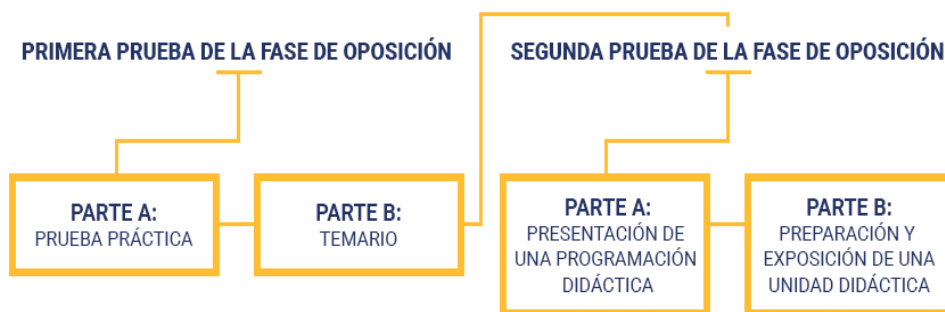 PRIMERA PRUEBA DE LA FASE DE OPOSICIÓN
SEGUNDA PRUEBA DE LA FASE DE OPOSICIÓN
PARTE A:
PRUEBA PRÁCTICA
PARTE B:
TEMARIO
PARTE A:
PRESENTACIÓN DE
UNA PROGRAMACIÓN
DIDÁCTICA
PARTE B:
PREPARACIÓN Y
EXPOSICIÓN DE UNA
UNIDAD DIDÁCTICA